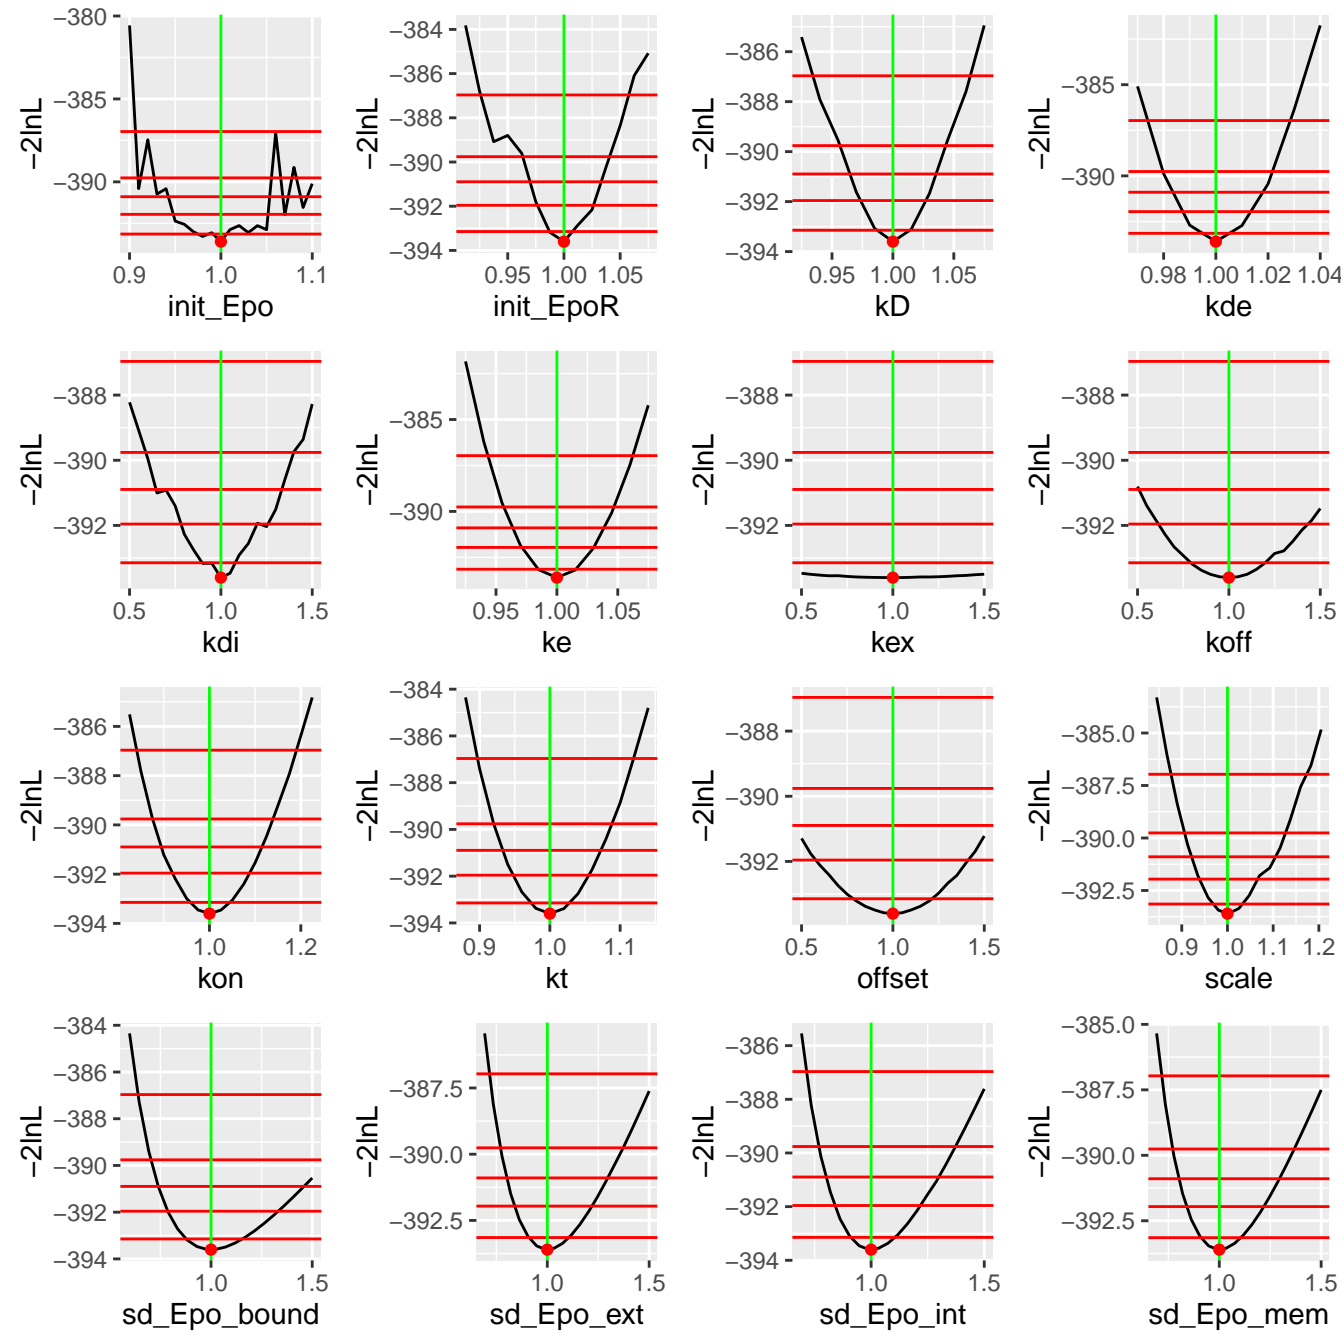 −380
−385
−390
−2lnL
0.9 1.0 1.1
init_Epo
−384
−386
−388
−390
−392
−394
−2lnL
0.95 1.00 1.05
init_EpoR
−386
−388
−390
−392
−394
−2lnL
0.95 1.00 1.05
kD
−385
−390
−2lnL
0.98 1.00 1.02 1.04
kde
−388
−390
−392
−2lnL
0.5 1.0 1.5
kdi
−385
−390
−2lnL
0.95 1.00 1.05
ke
−388
−390
−392
−2lnL
0.5 1.0 1.5
kex
−388
−390
−392
−2lnL
0.5 1.0 1.5
koff
−386
−388
−390
−392
−394
−2lnL
1.0 1.2
kon
−384
−386
−388
−390
−392
−394
−2lnL
0.9 1.0 1.1
kt
−388
−390
−392
−2lnL
0.5 1.0 1.5
offset
−385.0
−387.5
−390.0
−392.5
−2lnL
0.9 1.0 1.1 1.2
scale
−384
−386
−388
−390
−392
−394
−2lnL
1.0 1.5
sd_Epo_bound
−387.5
−390.0
−392.5
−2lnL
1.0 1.5
sd_Epo_ext
−386
−388
−390
−392
−394
−2lnL
1.0 1.5
sd_Epo_int
−385.0
−387.5
−390.0
−392.5
−2lnL
1.0 1.5
sd_Epo_mem